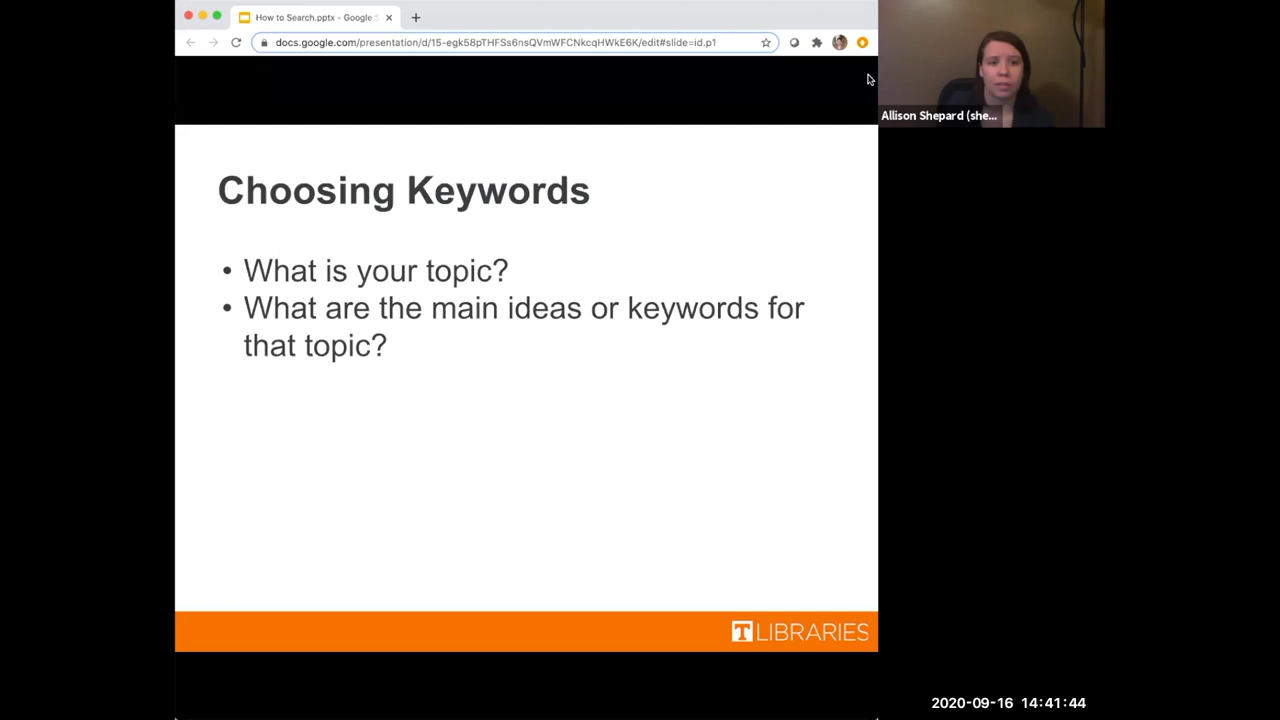 How to Search.pptx - Google S
docs.google.com/presentation/d/15-egk58pTHFSs6nsQVmWFCNkcqHWkE6K/edit#slide=id.p1
Allison Shepard (she...
Choosing Keywords
• What is your topic?
• What are the main ideas or keywords for
that topic?
T LIBRARIES
2020-09-16 14:41:44